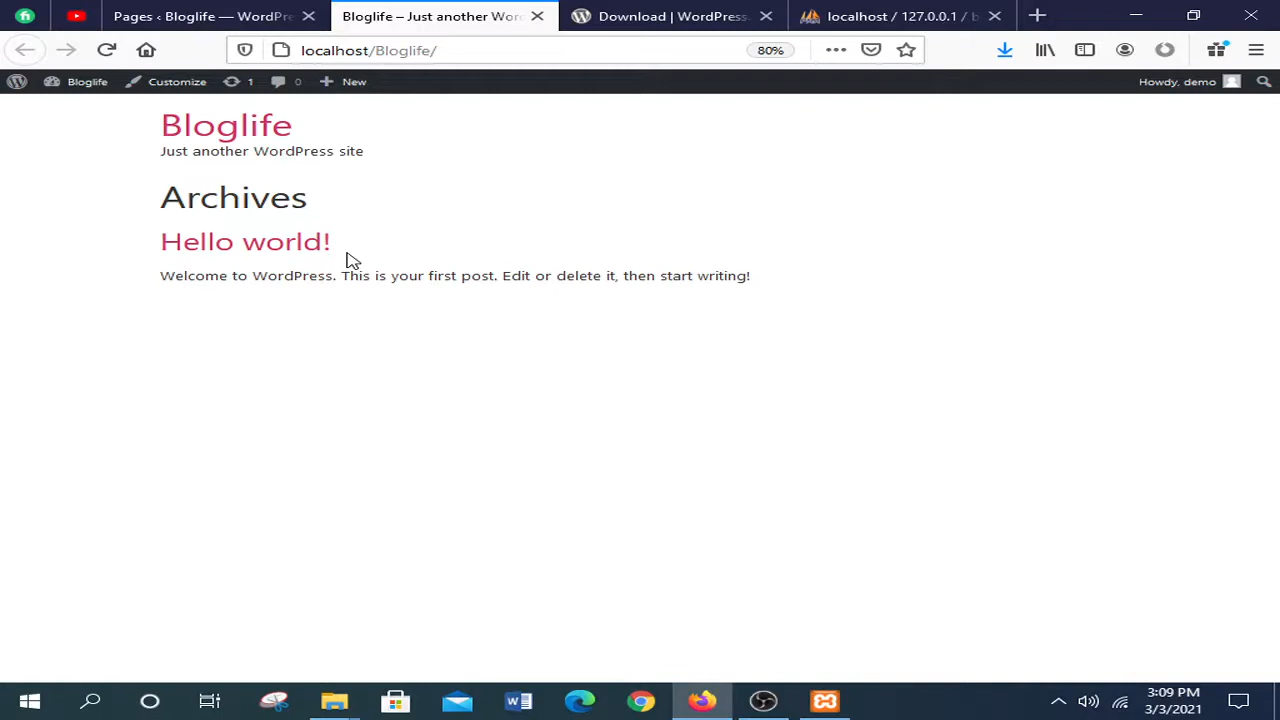 Pages ‹ Bloglife — WordPre
Bloglife – Just another Wor
Download | WordPress
localhost / 127.0.0.1 / b
localhost/Bloglife/
80%
Bloglife
Customize
1
0
New
Howdy, demo
Bloglife
Just another WordPress site
Archives
Hello world!
Welcome to WordPress. This is your first post. Edit or delete it, then start writing!
3:09 PM
3/3/2021